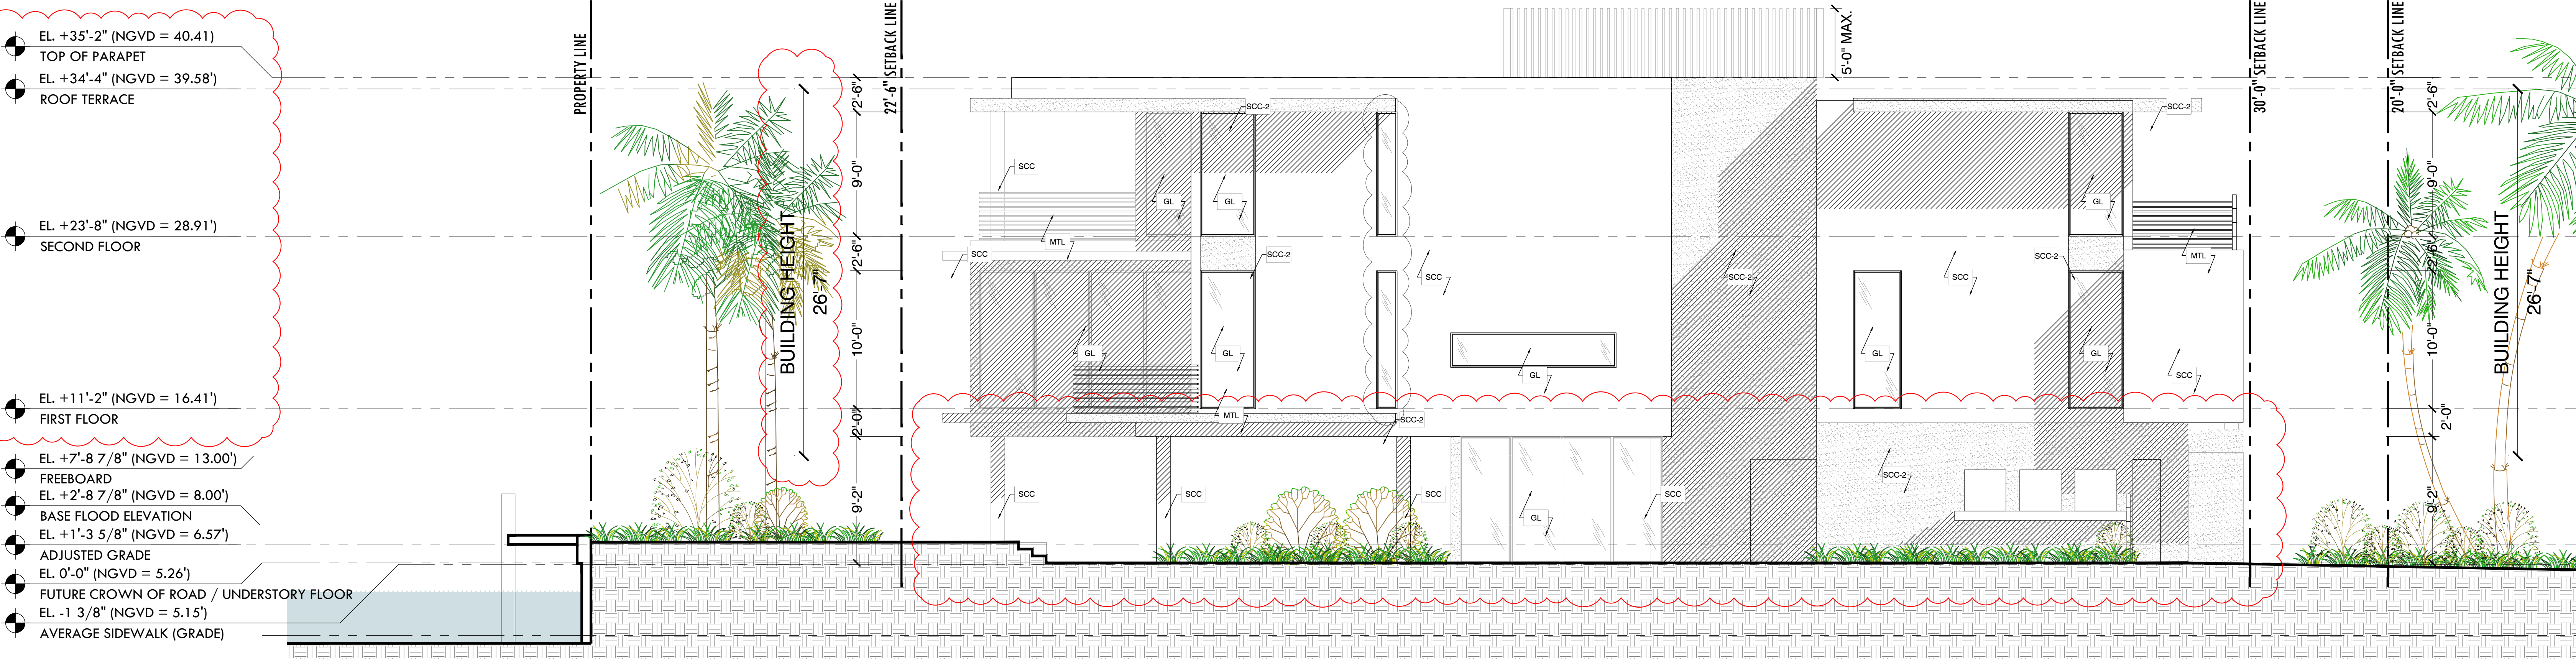 EL. +35'-2" (NGVD = 40.41)
TOP OF PARAPET
EL. +34'-4" (NGVD = 39.58')
ROOF TERRACE
EL. +23'-8" (NGVD = 28.91')
SECOND FLOOR
EL. +11'-2" (NGVD = 16.41')
FIRST FLOOR
EL. +7'-8 7/8" (NGVD = 13.00')
FREEBOARD
EL. +2'-8 7/8" (NGVD = 8.00')
BASE FLOOD ELEVATION
EL. +1'-3 5/8" (NGVD = 6.57')
ADJUSTED GRADE
EL. 0'-0" (NGVD = 5.26')
FUTURE CROWN OF ROAD / UNDERSTORY FLOOR
EL. -1 3/8" (NGVD = 5.15')
AVERAGE SIDEWALK (GRADE)
PROPERTY LINE
BUILDING HEIGHT
26'-7"
2'-6"
9'-0"
2'-6"
10'-0"
2'-0"
9'-2"
22'-6" SETBACK LINE
5'-0" MAX.
SCC-2
SCC-2
SCC
GL
GL
GL
MTL
SCC
SCC-2
SCC
SCC-2
SCC
SCC-2
MTL
GL
GL
GL
GL
GL
SCC
MTL
SCC-2
SCC-2
SCC
SCC
SCC
SCC
GL
30'-0" SETBACK LINE
20'-0" SETBACK LINE
2'-6"
9'-0"
2'-6"
10'-0"
2'-0"
9'-2"
BUILDING HEIGHT
26'-7"